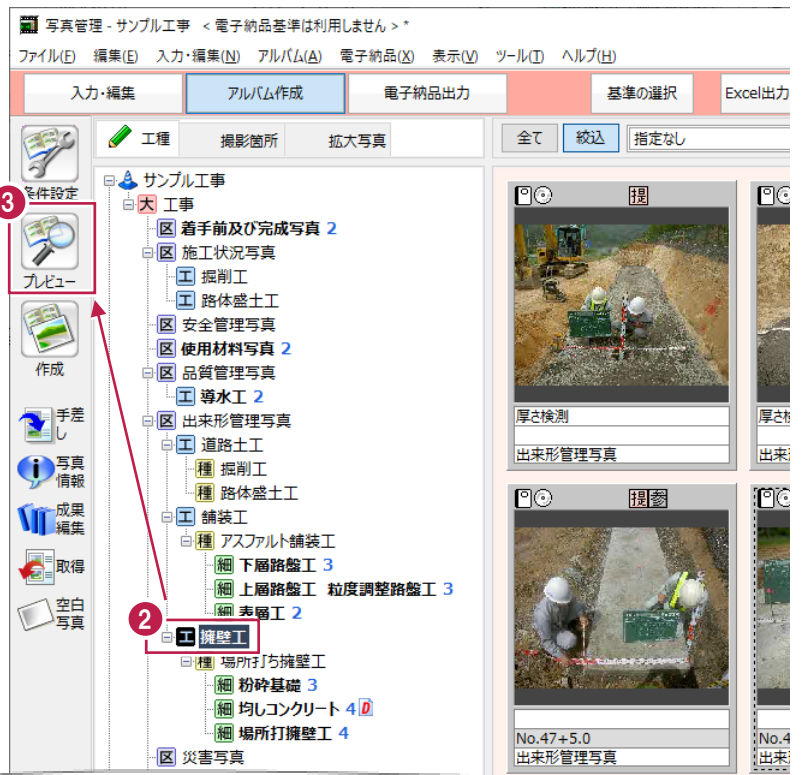 写真管理 - サンプル工事 <電子納品基準は利用しません> *
ファイル(F) 編集(E) 入力・編集(N) アルバム(A) 電子納品(X) 表示(V) ツール(T) ヘルプ(H)
入力・編集 アルバム作成 電子納品出力 基準の選択 Excel出力
工種 撮影箇所 拡大写真 全て 絞込 指定なし
条件設定
3
プレビュー
作成
手差し
写真情報
成果編集
取得
空白写真
サンプル工事
大 工事
区 着手前及び完成写真 2
区 施工状況写真
工 掘削工
工 路体盛土工
区 安全管理写真
区 使用材料写真 2
区 品質管理写真
工 導水工 2
区 出来形管理写真
工 道路土工
種 掘削工
種 路体盛土工
工 舗装工
種 アスファルト舗装工
細 下層路盤工 3
細 上層路盤工 粒度調整路盤工 3
細 表層工 2
2
工 擁壁工
種 場所打ち擁壁工
細 粉砕基礎 3
細 均しコンクリート 4 D
細 場所打擁壁工 4
区 災害写真
提
厚さ検測
出来形管理写真
提 参
No.47+5.0
出来形管理写真
厚さ検
出来形
No.4
出来形